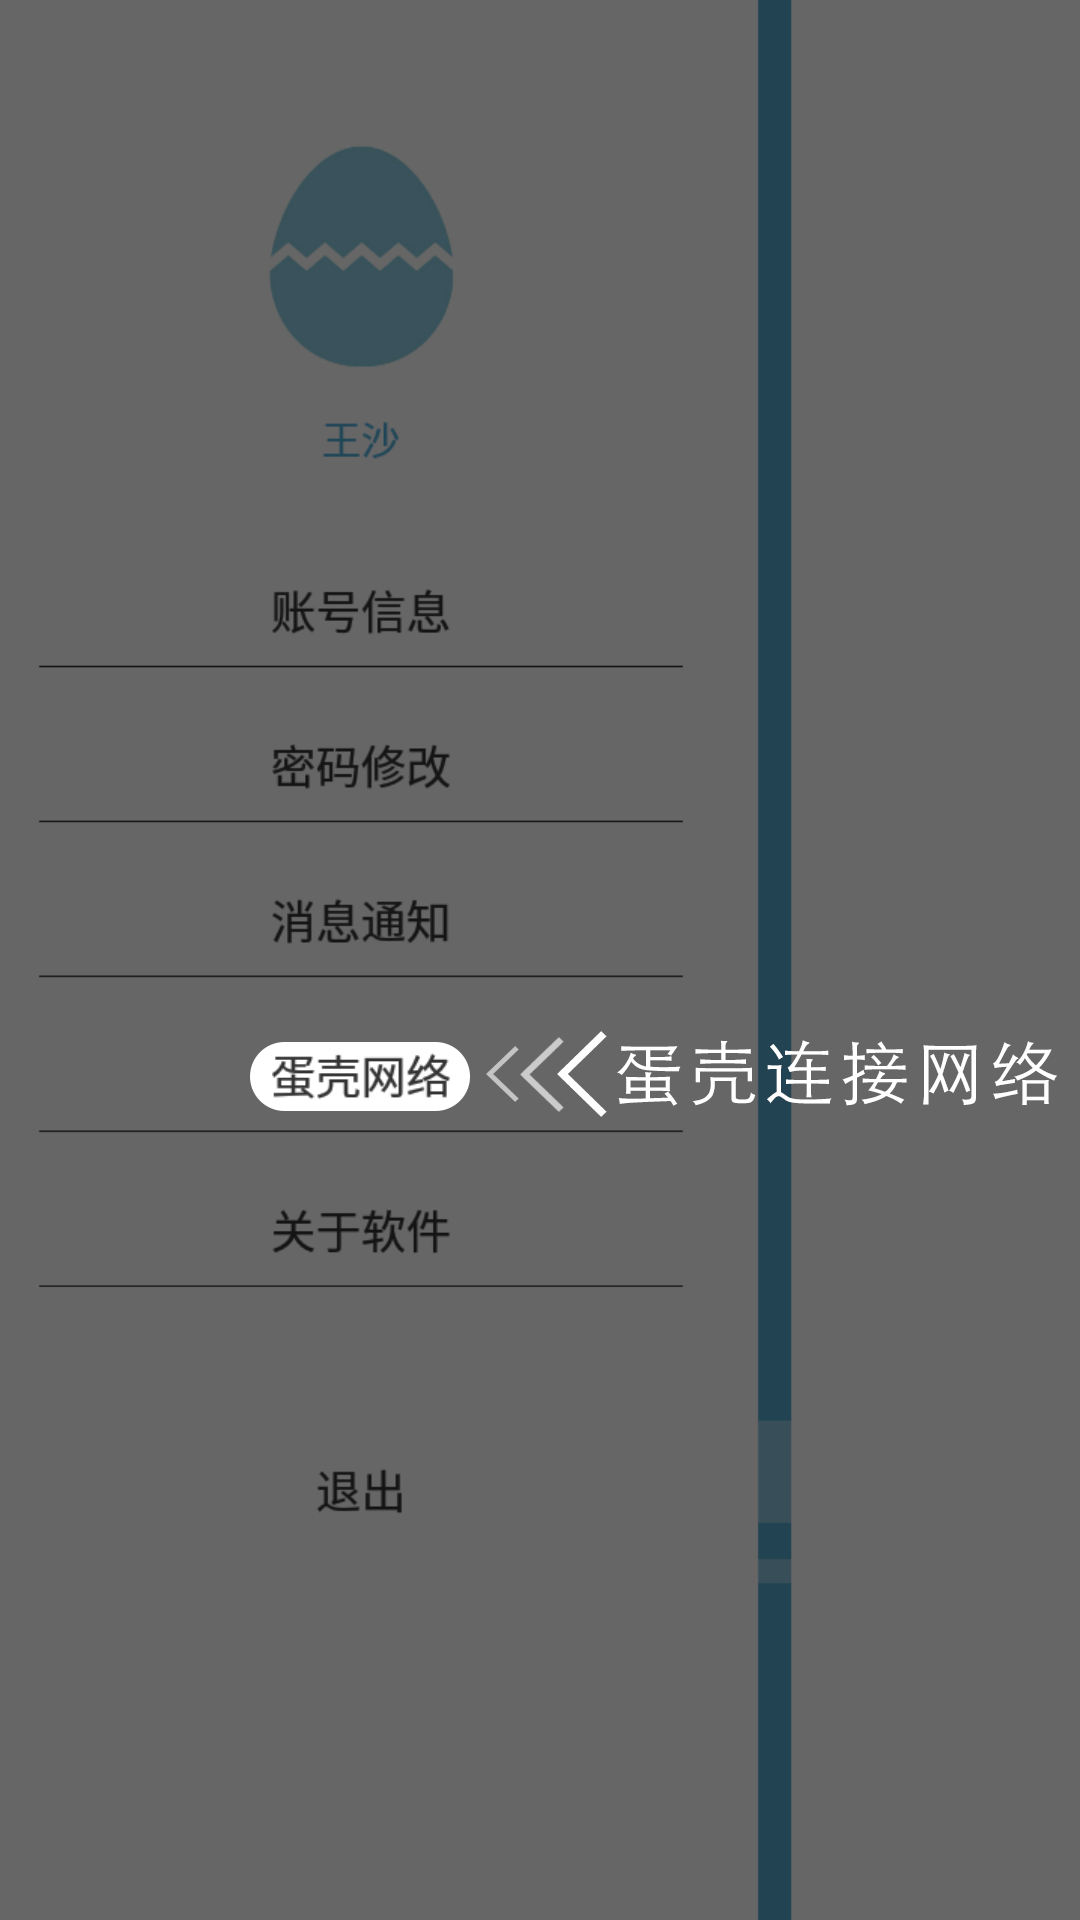 王沙
账号信息
密码修改
消息通知
蛋壳网络 蛋壳连接网络
关于软件
退出